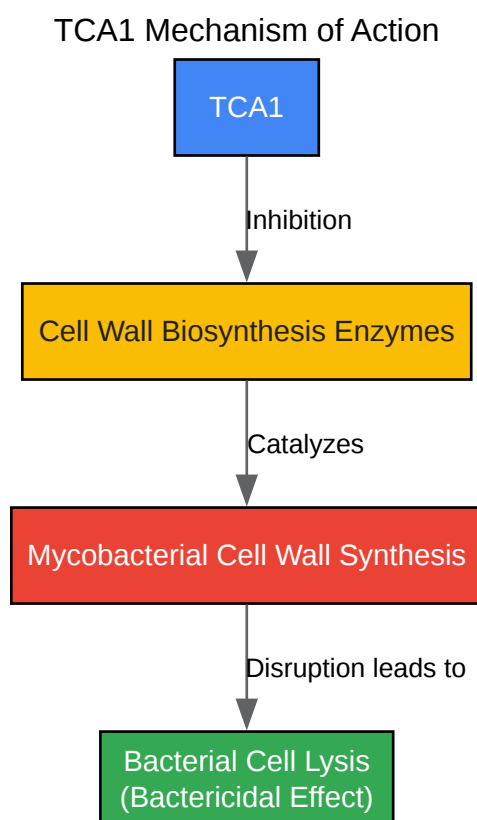 TCA1 Mechanism of Action
TCA1
Inhibition
Cell Wall Biosynthesis Enzymes
Catalyzes
Mycobacterial Cell Wall Synthesis
Disruption leads to
Bacterial Cell Lysis
(Bactericidal Effect)